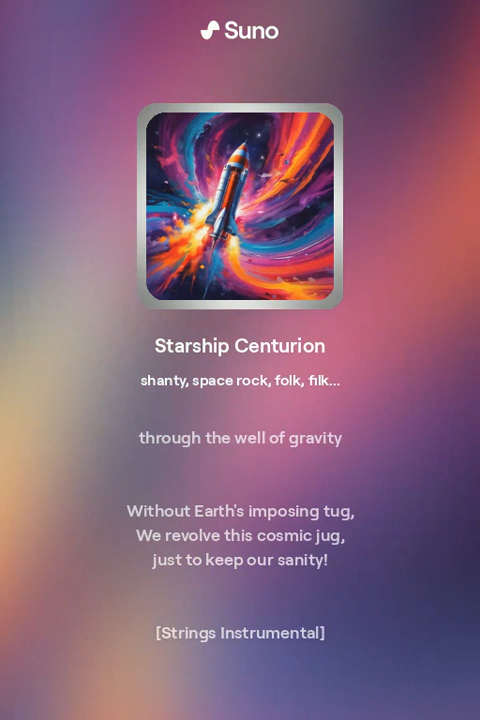 Suno
Starship Centurion
shanty, space rock, folk, filk...
through the well of gravity
Without Earth's imposing tug,
We revolve this cosmic jug,
just to keep our sanity!
[Strings Instrumental]